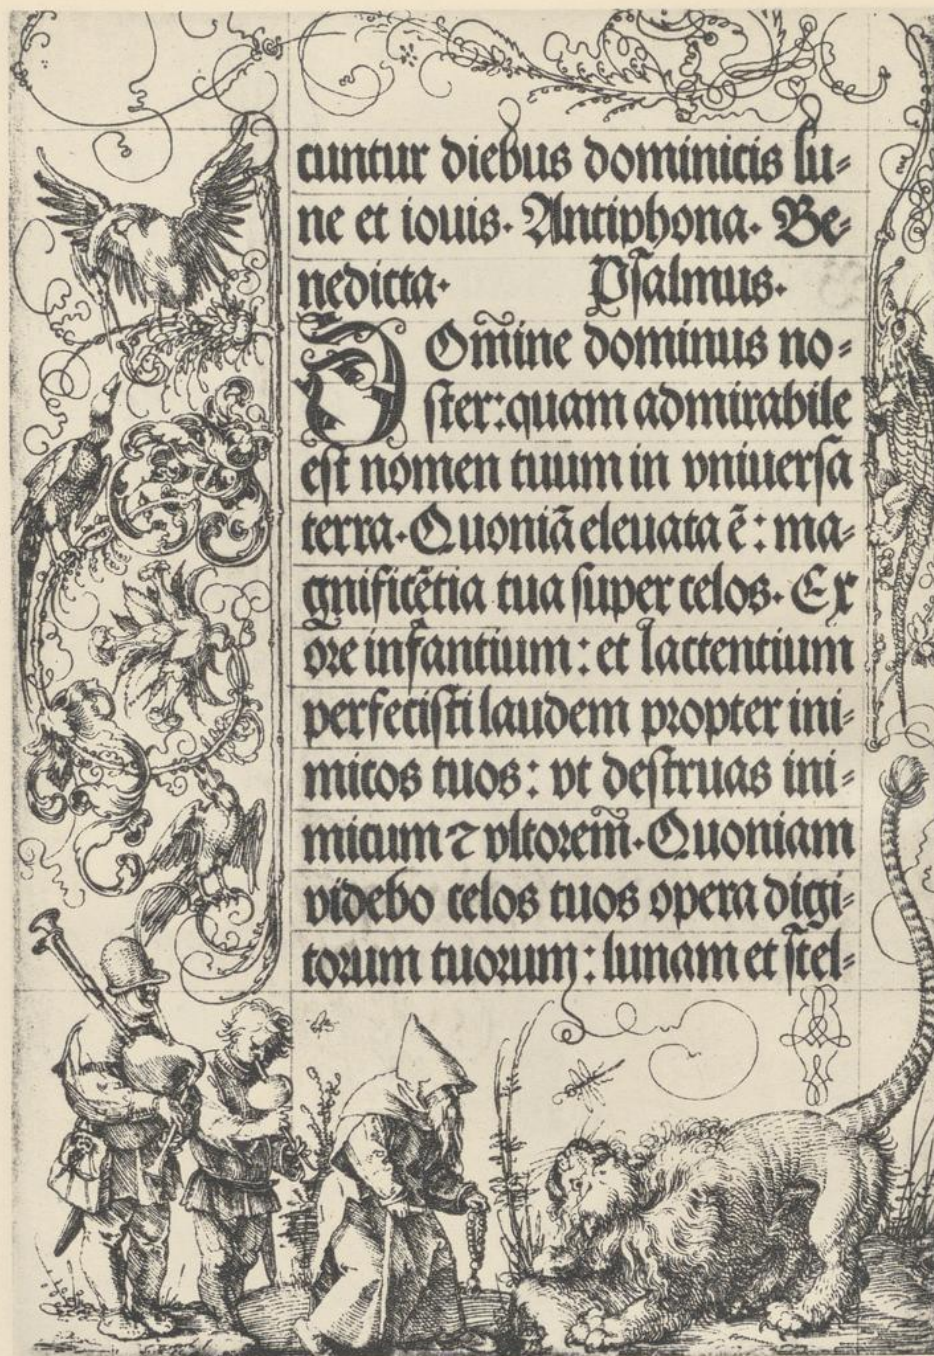 cuntur diebus dominicis lu-
ne et iouis. Antiphona. Be-
nedicta. Psalmus.
DOm̃ine dominus no-
ster: quam admirabile
est nomen tuum in vniuersa
terra. Quoniã eleuata ẽ: ma-
gnificẽtia tua super celos. Ex
ore infantium: et lactentium
perfecisti laudem propter ini-
micos tuos: vt destruas ini-
micum ⁊ vltorem̃. Quoniam
videbo celos tuos opera digi-
torum tuorum: lunam et stel-